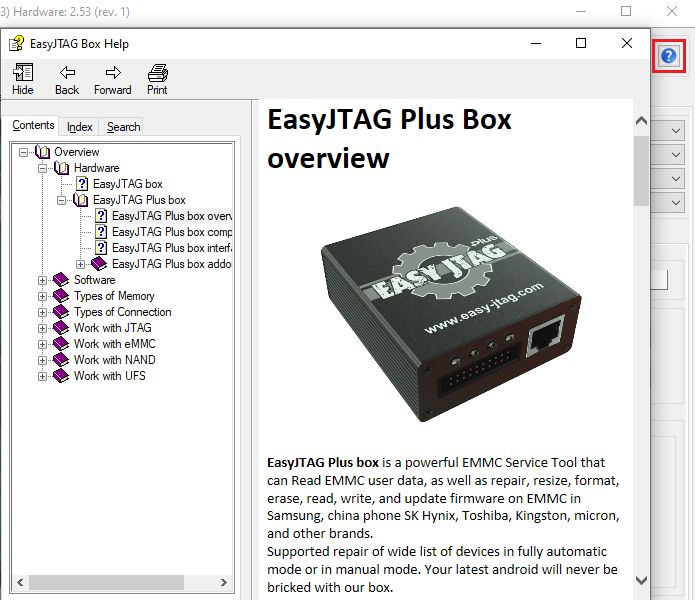 3) Hardware: 2.53 (rev. 1)
EasyJTAG Box Help
Hide
Back
Forward
Print
Contents
Index
Search
Overview
Hardware
EasyJTAG box
EasyJTAG Plus box
EasyJTAG Plus box overv
EasyJTAG Plus box comp
EasyJTAG Plus box interf
EasyJTAG Plus box addo
Software
Types of Memory
Types of Connection
Work with JTAG
Work with eMMC
Work with NAND
Work with UFS
EasyJTAG Plus Box
overview
plus
EASY JTAG
www.easy-jtag.com
EasyJTAG Plus box is a powerful EMMC Service Tool that
can Read EMMC user data, as well as repair, resize, format,
erase, read, write, and update firmware on EMMC in
Samsung, china phone SK Hynix, Toshiba, Kingston, micron,
and other brands.
Supported repair of wide list of devices in fully automatic
mode or in manual mode. Your latest android will never be
bricked with our box.